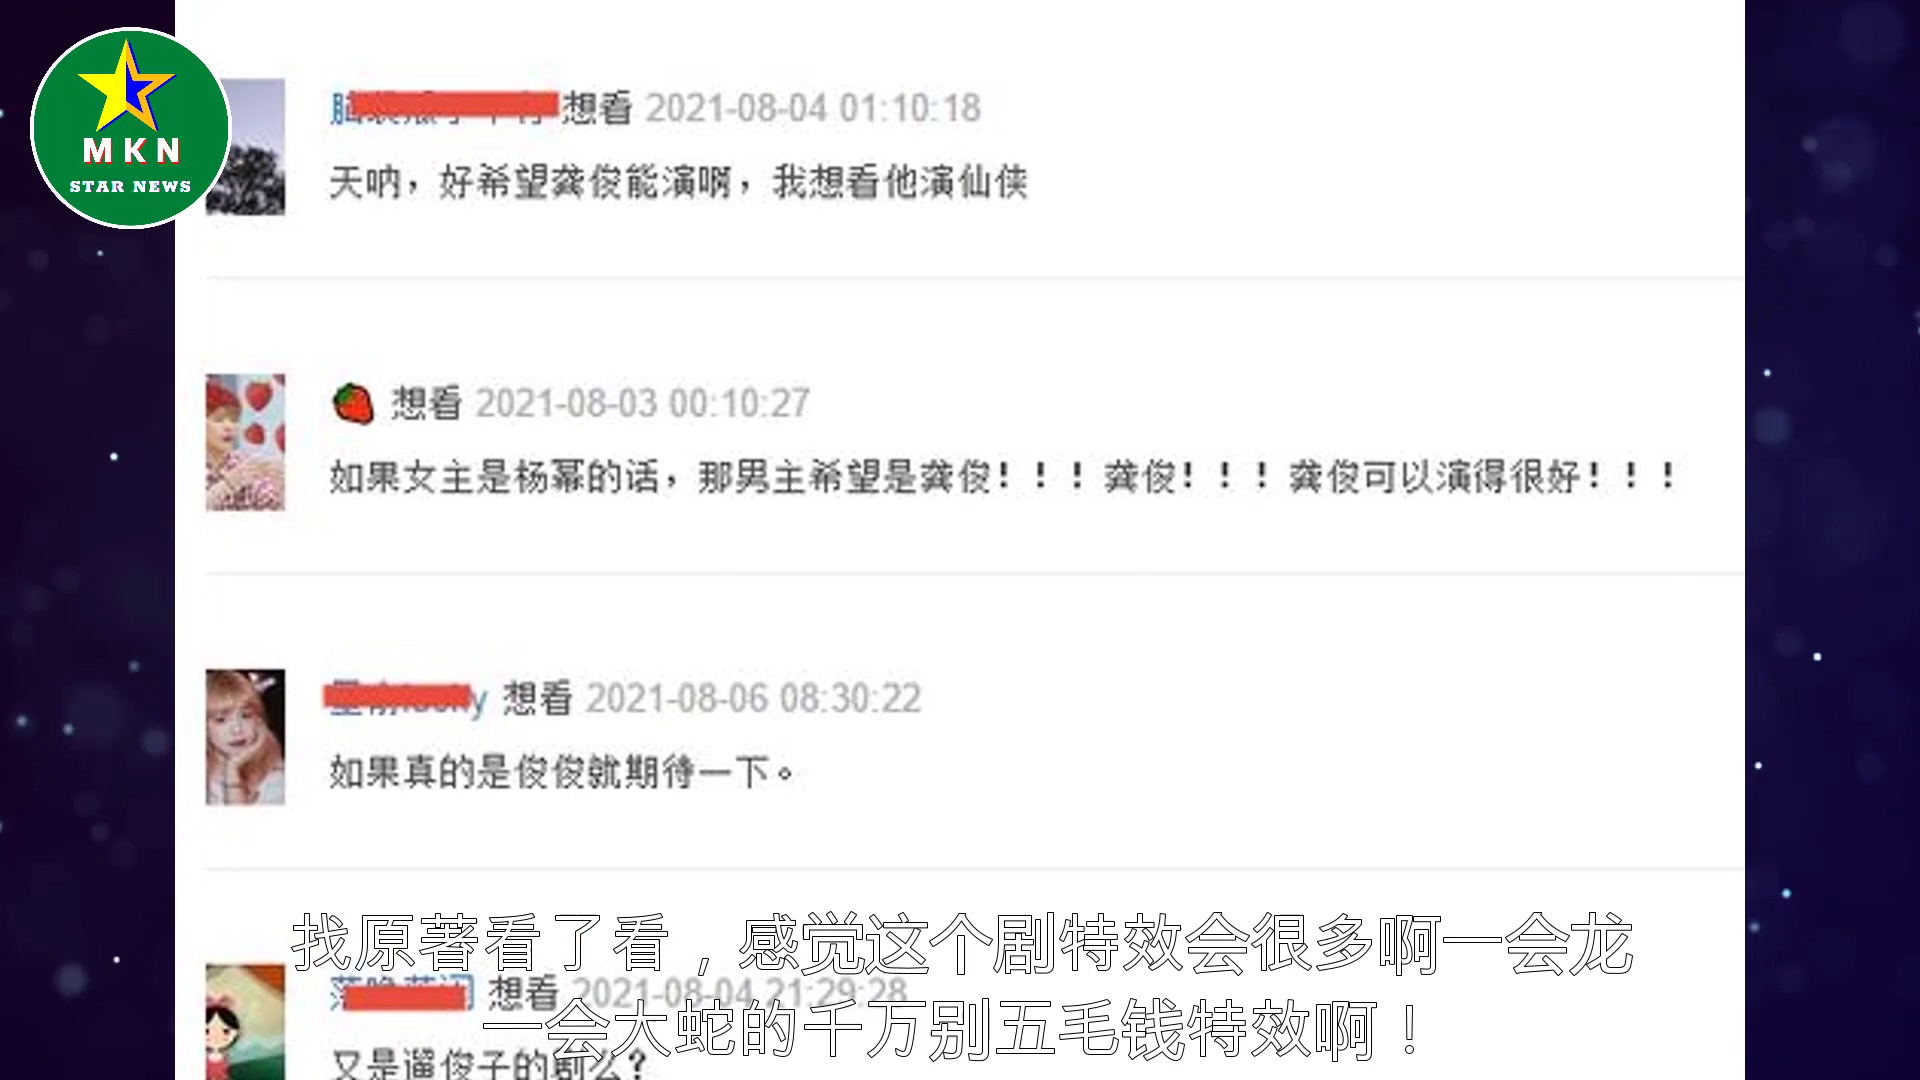 MKN
STAR NEWS
想看 2021-08-04 01:10:18
天呐，好希望龚俊能演啊，我想看他演仙侠
🍓 想看 2021-08-03 00:10:27
如果女主是杨幂的话，那男主希望是龚俊！！！龚俊！！！龚俊可以演得很好！！！
y 想看 2021-08-06 08:30:22
如果真的是俊俊就期待一下。
想看 2021-08-04 21:29:28
又是遛俊子的剧么？
找原著看了看，感觉这个剧特效会很多啊一会龙
一会大蛇的千万别五毛钱特效啊！